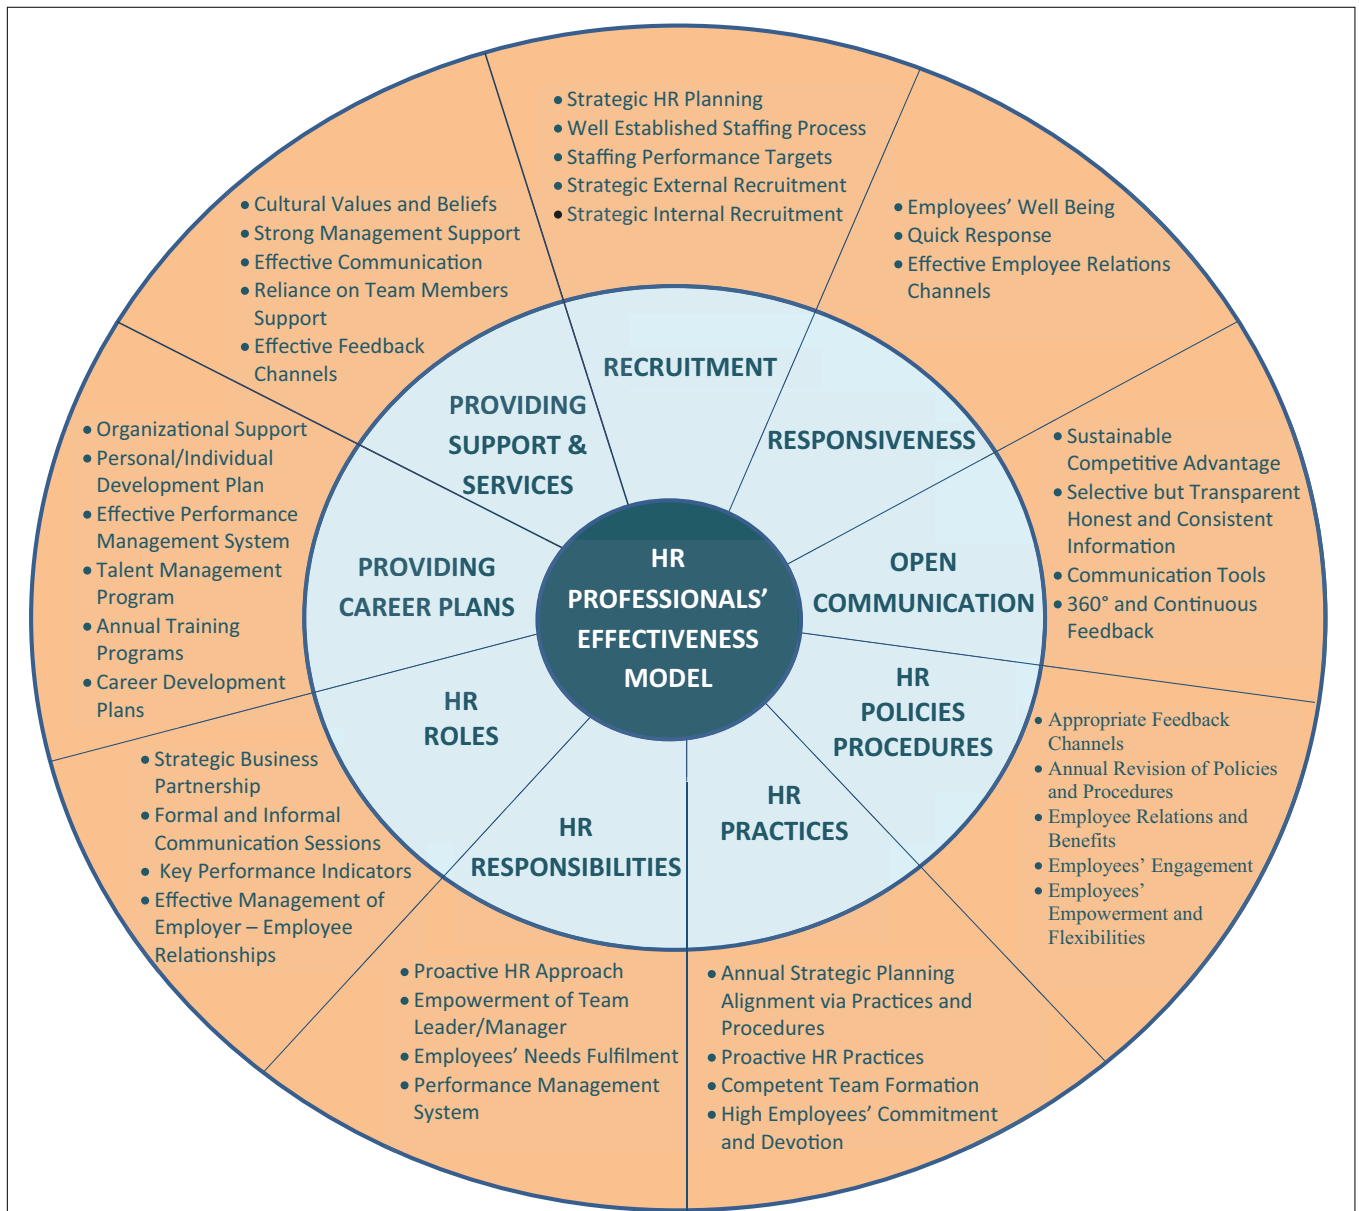 HR
PROFESSIONALS’
EFFECTIVENESS
MODEL
RECRUITMENT
• Strategic HR Planning
• Well Established Staffing Process
• Staffing Performance Targets
• Strategic External Recruitment
• Strategic Internal Recruitment
RESPONSIVENESS
• Employees’ Well Being
• Quick Response
• Effective Employee Relations
Channels
OPEN
COMMUNICATION
• Sustainable
Competitive Advantage
• Selective but Transparent
Honest and Consistent
Information
• Communication Tools
• 360° and Continuous
Feedback
HR
POLICIES
PROCEDURES
• Appropriate Feedback
Channels
• Annual Revision of Policies
and Procedures
• Employee Relations and
Benefits
• Employees’ Engagement
• Employees’
Empowerment and
Flexibilities
HR
PRACTICES
• Annual Strategic Planning
Alignment via Practices and
Procedures
• Proactive HR Practices
• Competent Team Formation
• High Employees’ Commitment
and Devotion
HR
RESPONSIBILITIES
• Proactive HR Approach
• Empowerment of Team
Leader/Manager
• Employees’ Needs Fulfilment
• Performance Management
System
HR
ROLES
• Strategic Business
Partnership
• Formal and Informal
Communication Sessions
• Key Performance Indicators
• Effective Management of
Employer – Employee
Relationships
PROVIDING
CAREER PLANS
• Organizational Support
• Personal/Individual
Development Plan
• Effective Performance
Management System
• Talent Management
Program
• Annual Training
Programs
• Career Development
Plans
PROVIDING
SUPPORT &
SERVICES
• Cultural Values and Beliefs
• Strong Management Support
• Effective Communication
• Reliance on Team Members
Support
• Effective Feedback
Channels